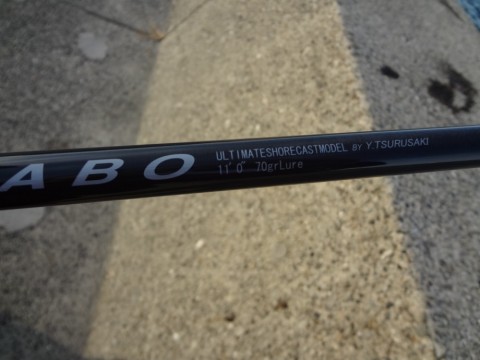 ABO
ULTIMATESHORECASTMODEL BY Y.TSURUSAKI
11'0" 70grLure